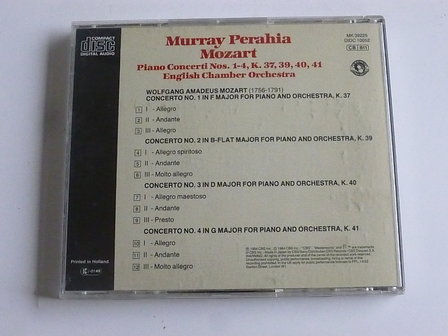 COMPACT
disc
DIGITAL AUDIO
Murray Perahia
Mozart
Piano Concerti Nos. 1-4, K. 37, 39, 40, 41
English Chamber Orchestra
MK 39225
DIDC 10052
CB 811
WOLFGANG AMADEUS MOZART (1756-1791)
CONCERTO NO. 1 IN F MAJOR FOR PIANO AND ORCHESTRA, K. 37
1 I - Allegro
2 II - Andante
3 III - Allegro
CONCERTO NO. 2 IN B-FLAT MAJOR FOR PIANO AND ORCHESTRA, K. 39
4 I - Allegro spiritoso
5 II - Andante
6 III - Molto allegro
CONCERTO NO. 3 IN D MAJOR FOR PIANO AND ORCHESTRA, K. 40
7 I - Allegro maestoso
8 II - Andante
9 III - Presto
CONCERTO NO. 4 IN G MAJOR FOR PIANO AND ORCHESTRA, K. 41
10 I - Allegro
11 II - Andante
12 III - Molto allegro
Printed in Holland